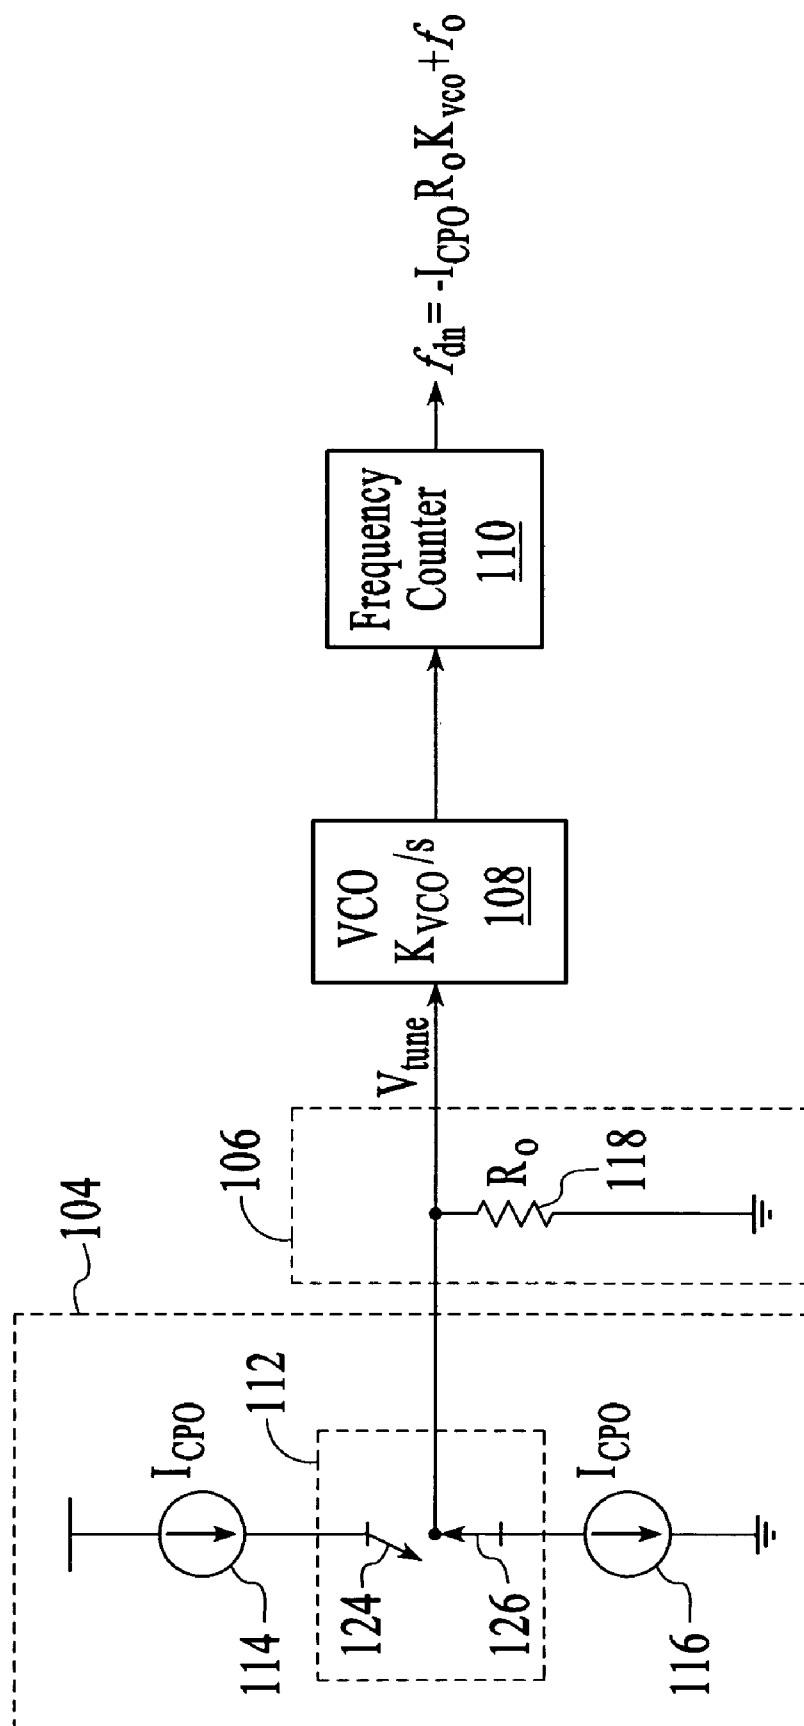 104
106
112
I_CPO
114
124
126
I_CPO
116
R_o
118
V_tune
VCO
K_VCO/s
108
Frequency
Counter
110
f_dn = -I_CPO R_o K_vco + f_o